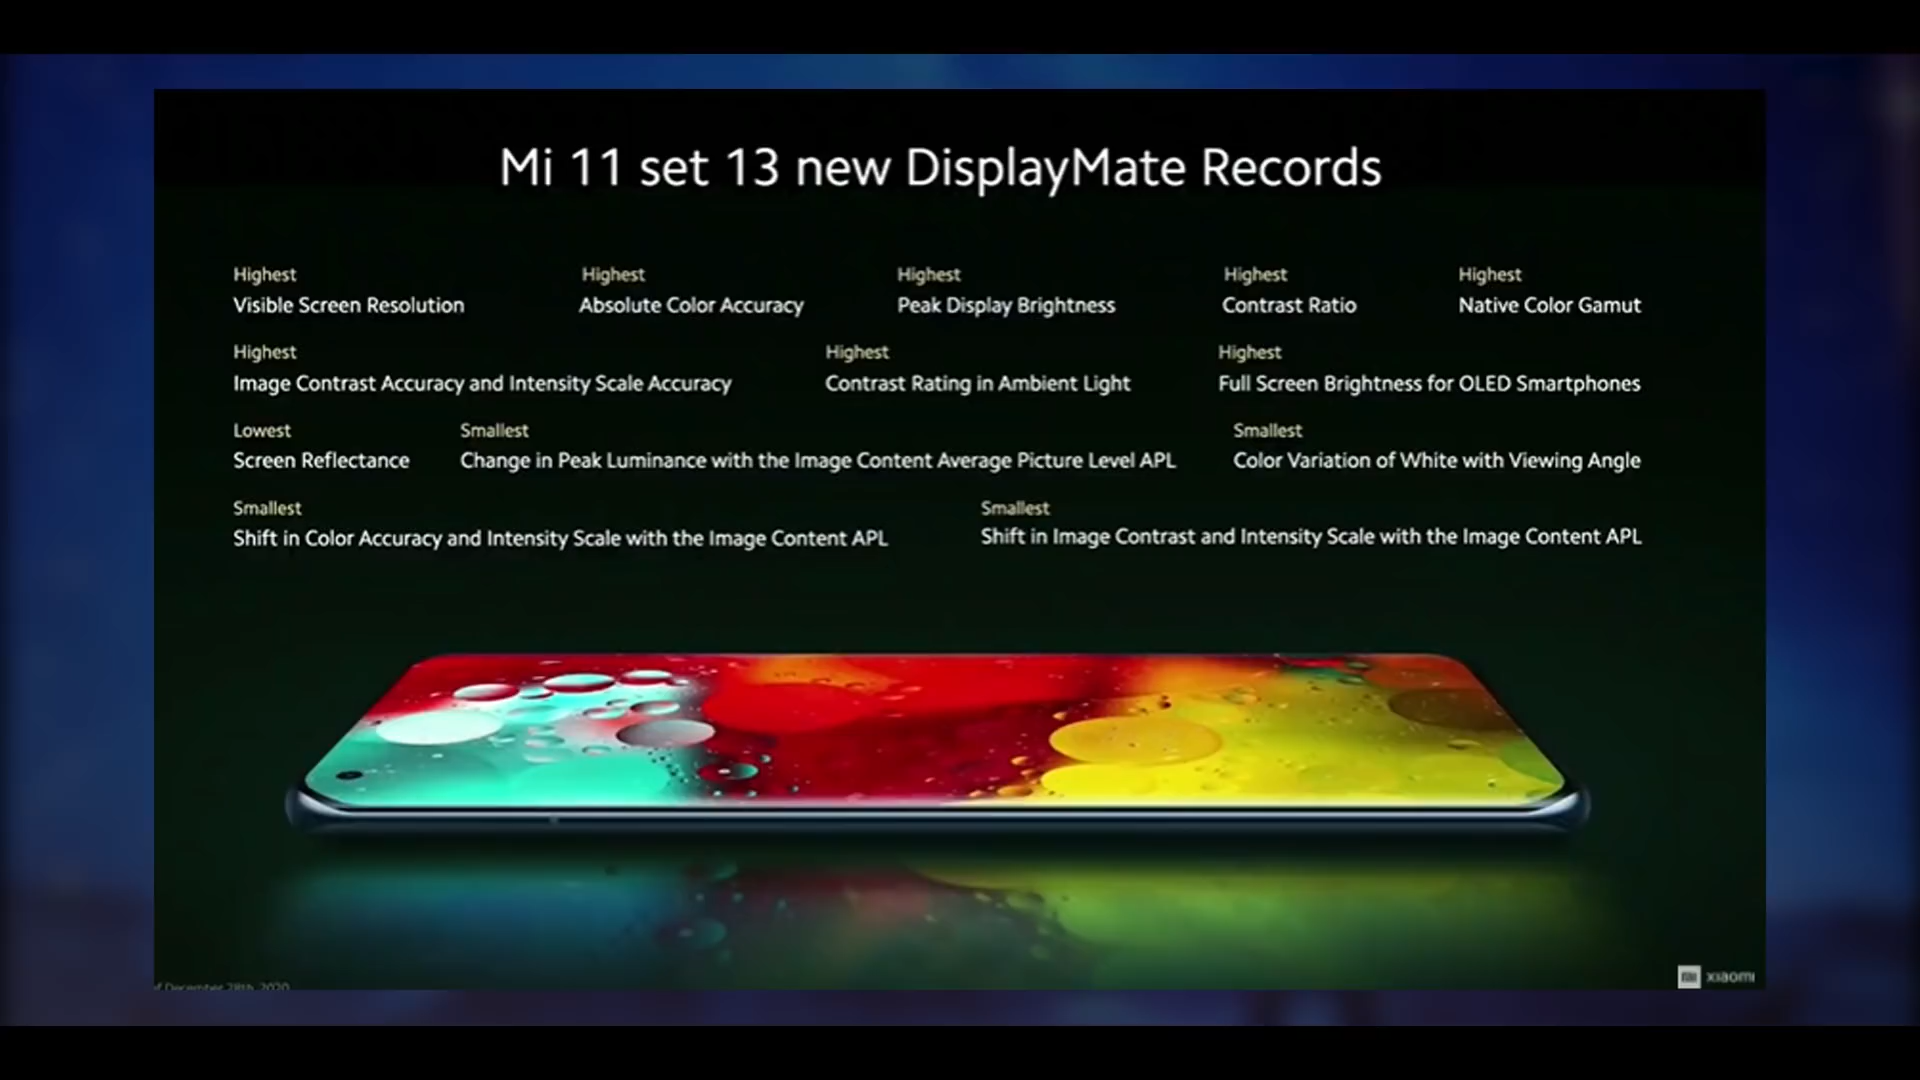 Mi 11 set 13 new DisplayMate Records
Highest
Visible Screen Resolution
Highest
Absolute Color Accuracy
Highest
Peak Display Brightness
Highest
Contrast Ratio
Highest
Native Color Gamut
Highest
Image Contrast Accuracy and Intensity Scale Accuracy
Highest
Contrast Rating in Ambient Light
Highest
Full Screen Brightness for OLED Smartphones
Lowest
Screen Reflectance
Smallest
Change in Peak Luminance with the Image Content Average Picture Level APL
Smallest
Color Variation of White with Viewing Angle
Smallest
Shift in Color Accuracy and Intensity Scale with the Image Content APL
Smallest
Shift in Image Contrast and Intensity Scale with the Image Content APL
f December 28th, 2020
mi xiaomi